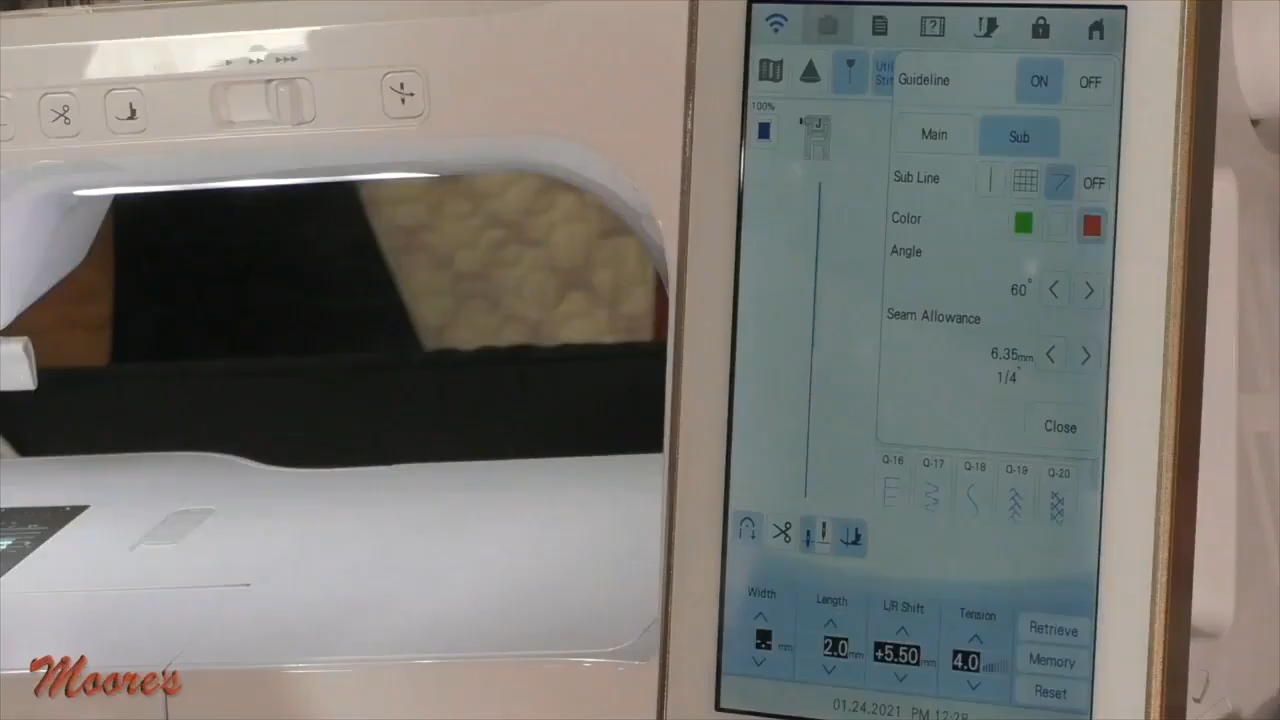 Utili
Stit
Guideline
ON
OFF
100%
J
Main
Sub
Sub Line
OFF
Color
Angle
60°
Seam Allowance
6.35mm
1/4"
Close
Q-16 Q-17 Q-18 Q-19 Q-20
Width Length L/R Shift Tension
-.- mm 2.0 mm +5.50 mm 4.0
Retrieve
Memory
Reset
01.24.2021 PM 12:28
Moore's